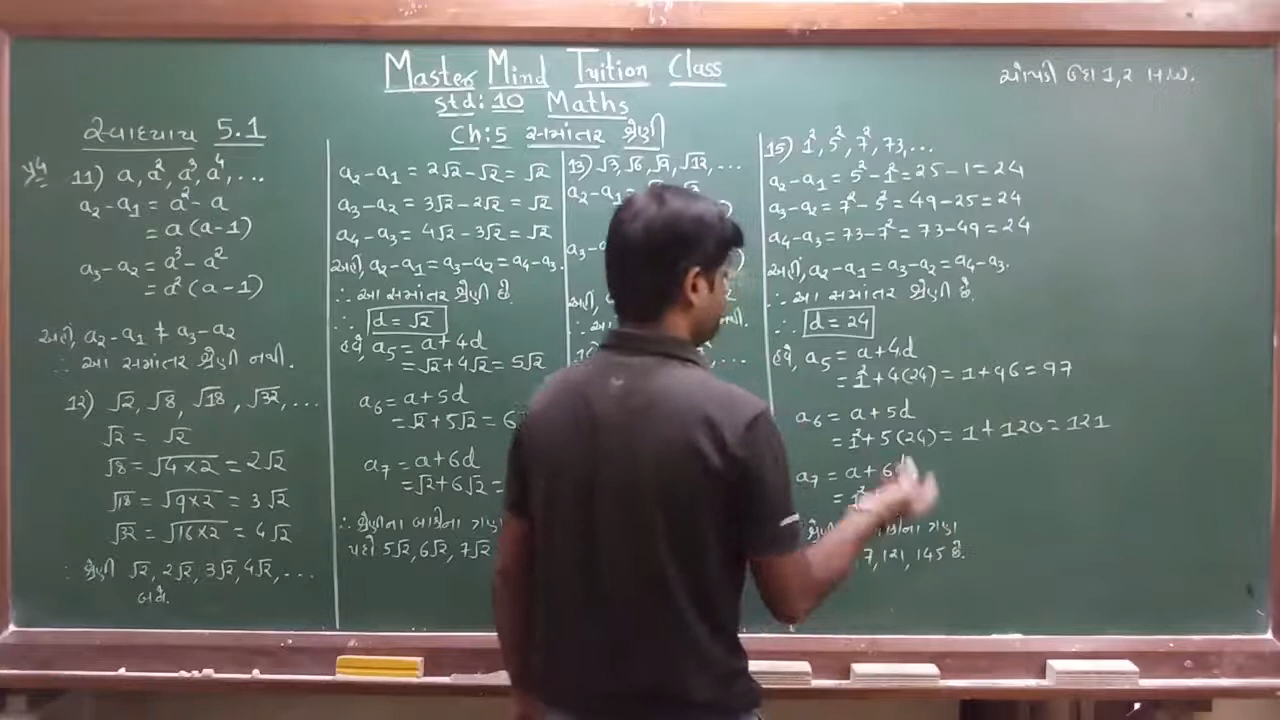 Master Mind Tuition Class
std: 10 Maths
Ch:5 સમાંતર શ્રેણી
1,2 H.W.
સ્વાધ્યાય 5.1
y4
11) a, a², a³, a⁴, ...
a₂-a₁ = a²-a
= a(a-1)
a₃-a₂ = a³-a²
= a²(a-1)
અહીં, a₂-a₁ ≠ a₃-a₂
∴ આ સમાંતર શ્રેણી નથી.
12) √2, √8, √18, √32, ...
√2 = √2
√8 = √4×2 = 2√2
√18 = √9×2 = 3√2
√32 = √16×2 = 4√2
∴ શ્રેણી √2, 2√2, 3√2, 4√2, ...
બને.
a₂-a₁ = 2√2-√2 = √2
a₃-a₂ = 3√2-2√2 = √2
a₄-a₃ = 4√2-3√2 = √2
અહીં, a₂-a₁ = a₃-a₂ = a₄-a₃.
∴ આ સમાંતર શ્રેણી છે.
∴ d = √2
હવે, a₅ = a+4d
= √2+4√2 = 5√2
a₆ = a+5d
= √2+5√2 = 6
a₇ = a+6d
= √2+6√2 =
∴ શ્રેણીના બાકીના
પદો 5√2, 6√2, 7√2
13) √3, √6, √9, √12, ...
a₂-a₁ =
15) 1², 5², 7², 73, ...
a₂-a₁ = 5²-1² = 25-1 = 24
a₃-a₂ = 7²-5² = 49-25 = 24
a₄-a₃ = 73-7² = 73-49 = 24
અહીં, a₂-a₁ = a₃-a₂ = a₄-a₃.
∴ આ સમાંતર શ્રેણી છે.
∴ d = 24
હવે, a₅ = a+4d
= 1²+4(24) = 1+96 = 97
a₆ = a+5d
= 1²+5(24) = 1+120 = 121
a₇ = a+6d
= 1²
ત્રણ
7, 121, 145 છે.